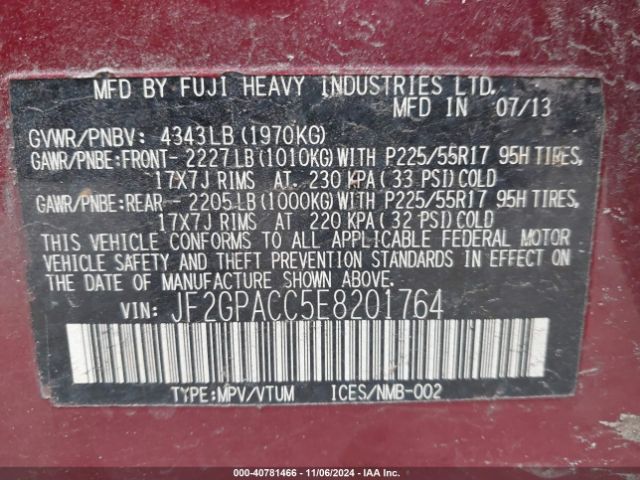 MFD BY FUJI HEAVY INDUSTRIES LTD.
MFD IN 07/13
GVWR/PNBV: 4343LB(1970KG)
GAWR/PNBE:FRONT- 2227LB(1010KG)WITH P225/55R17 95H TIRES,
17X7J RIMS AT 230 KPA(33 PSI)COLD
GAWR/PNBE:REAR- 2205LB(1000KG)WITH P225/55R17 95H TIRES,
17X7J RIMS AT 220 KPA(32 PSI)COLD
THIS VEHICLE CONFORMS TO ALL APPLICABLE FEDERAL MOTOR
VEHICLE SAFETY AND THEFT PREVENTION STANDARDS IN EFFECT ON
THE DATE OF MANUFACTURE SHOWN ABOVE.
VIN: JF2GPACC5E8201764
TYPE:MPV/VTUM ICES/NMB-002
000-40781466 - 11/06/2024 - IAAI.COM